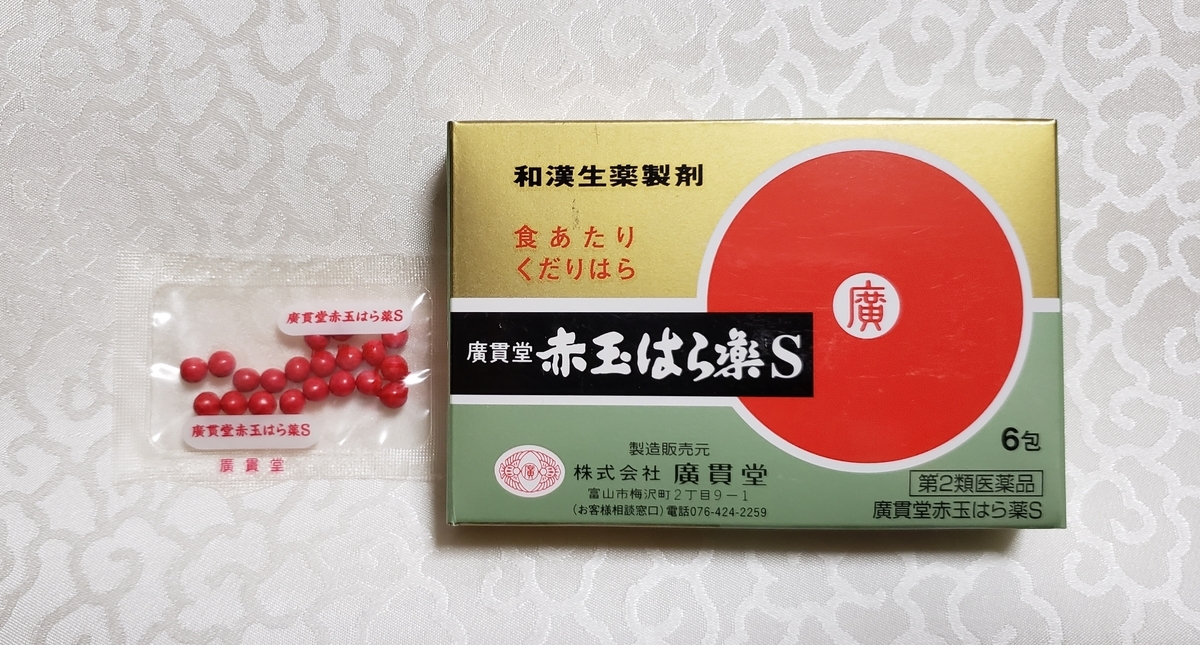 和漢生薬製剤
食あたり
くだりはら
廣
廣貫堂 赤玉はら薬S
6包
製造販売元
廣
株式会社 廣貫堂
富山市梅沢町2丁目9-1
(お客様相談窓口)電話076-424-2259
第2類医薬品
廣貫堂赤玉はら薬S
廣貫堂赤玉はら薬S
廣貫堂赤玉はら薬S
廣貫堂